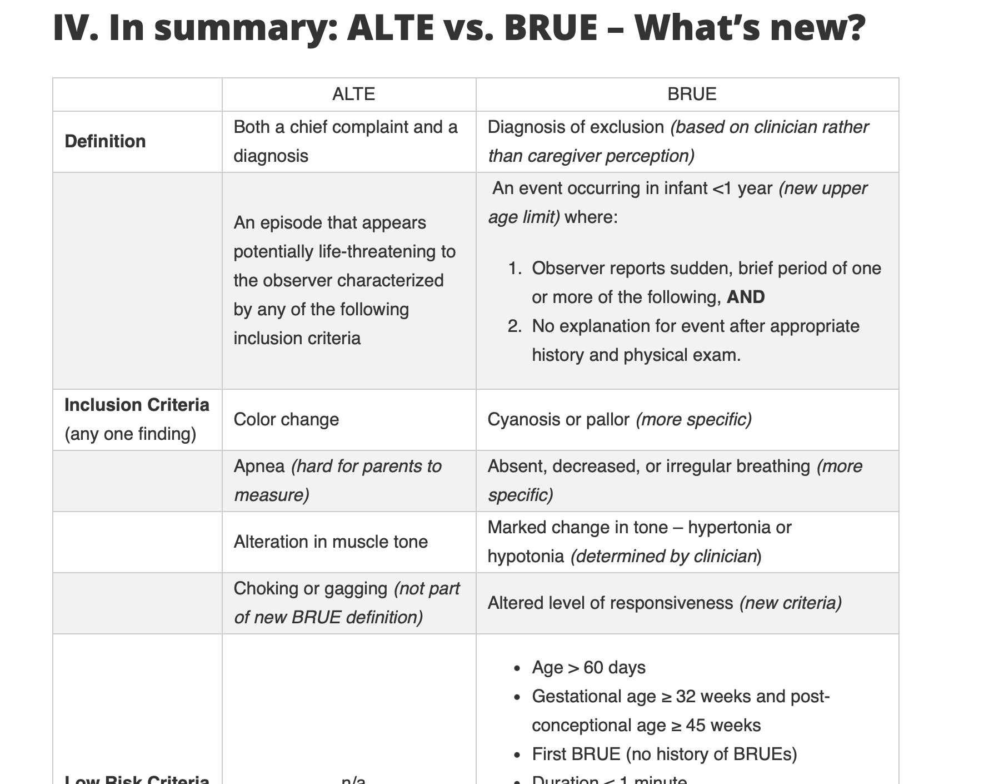 IV. In summary: ALTE vs. BRUE – What’s new?
ALTE
BRUE
Definition
Both a chief complaint and a
diagnosis
Diagnosis of exclusion (based on clinician rather
than caregiver perception)
An episode that appears
potentially life-threatening to
the observer characterized
by any of the following
inclusion criteria
An event occurring in infant <1 year (new upper
age limit) where:
1. Observer reports sudden, brief period of one
or more of the following, AND
2. No explanation for event after appropriate
history and physical exam.
Inclusion Criteria
(any one finding)
Color change
Cyanosis or pallor (more specific)
Apnea (hard for parents to
measure)
Absent, decreased, or irregular breathing (more
specific)
Alteration in muscle tone
Marked change in tone – hypertonia or
hypotonia (determined by clinician)
Choking or gagging (not part
of new BRUE definition)
Altered level of responsiveness (new criteria)
Low Risk Criteria
n/a
• Age > 60 days
• Gestational age ≥ 32 weeks and post-
conceptional age ≥ 45 weeks
• First BRUE (no history of BRUEs)
• Duration < 1 minute